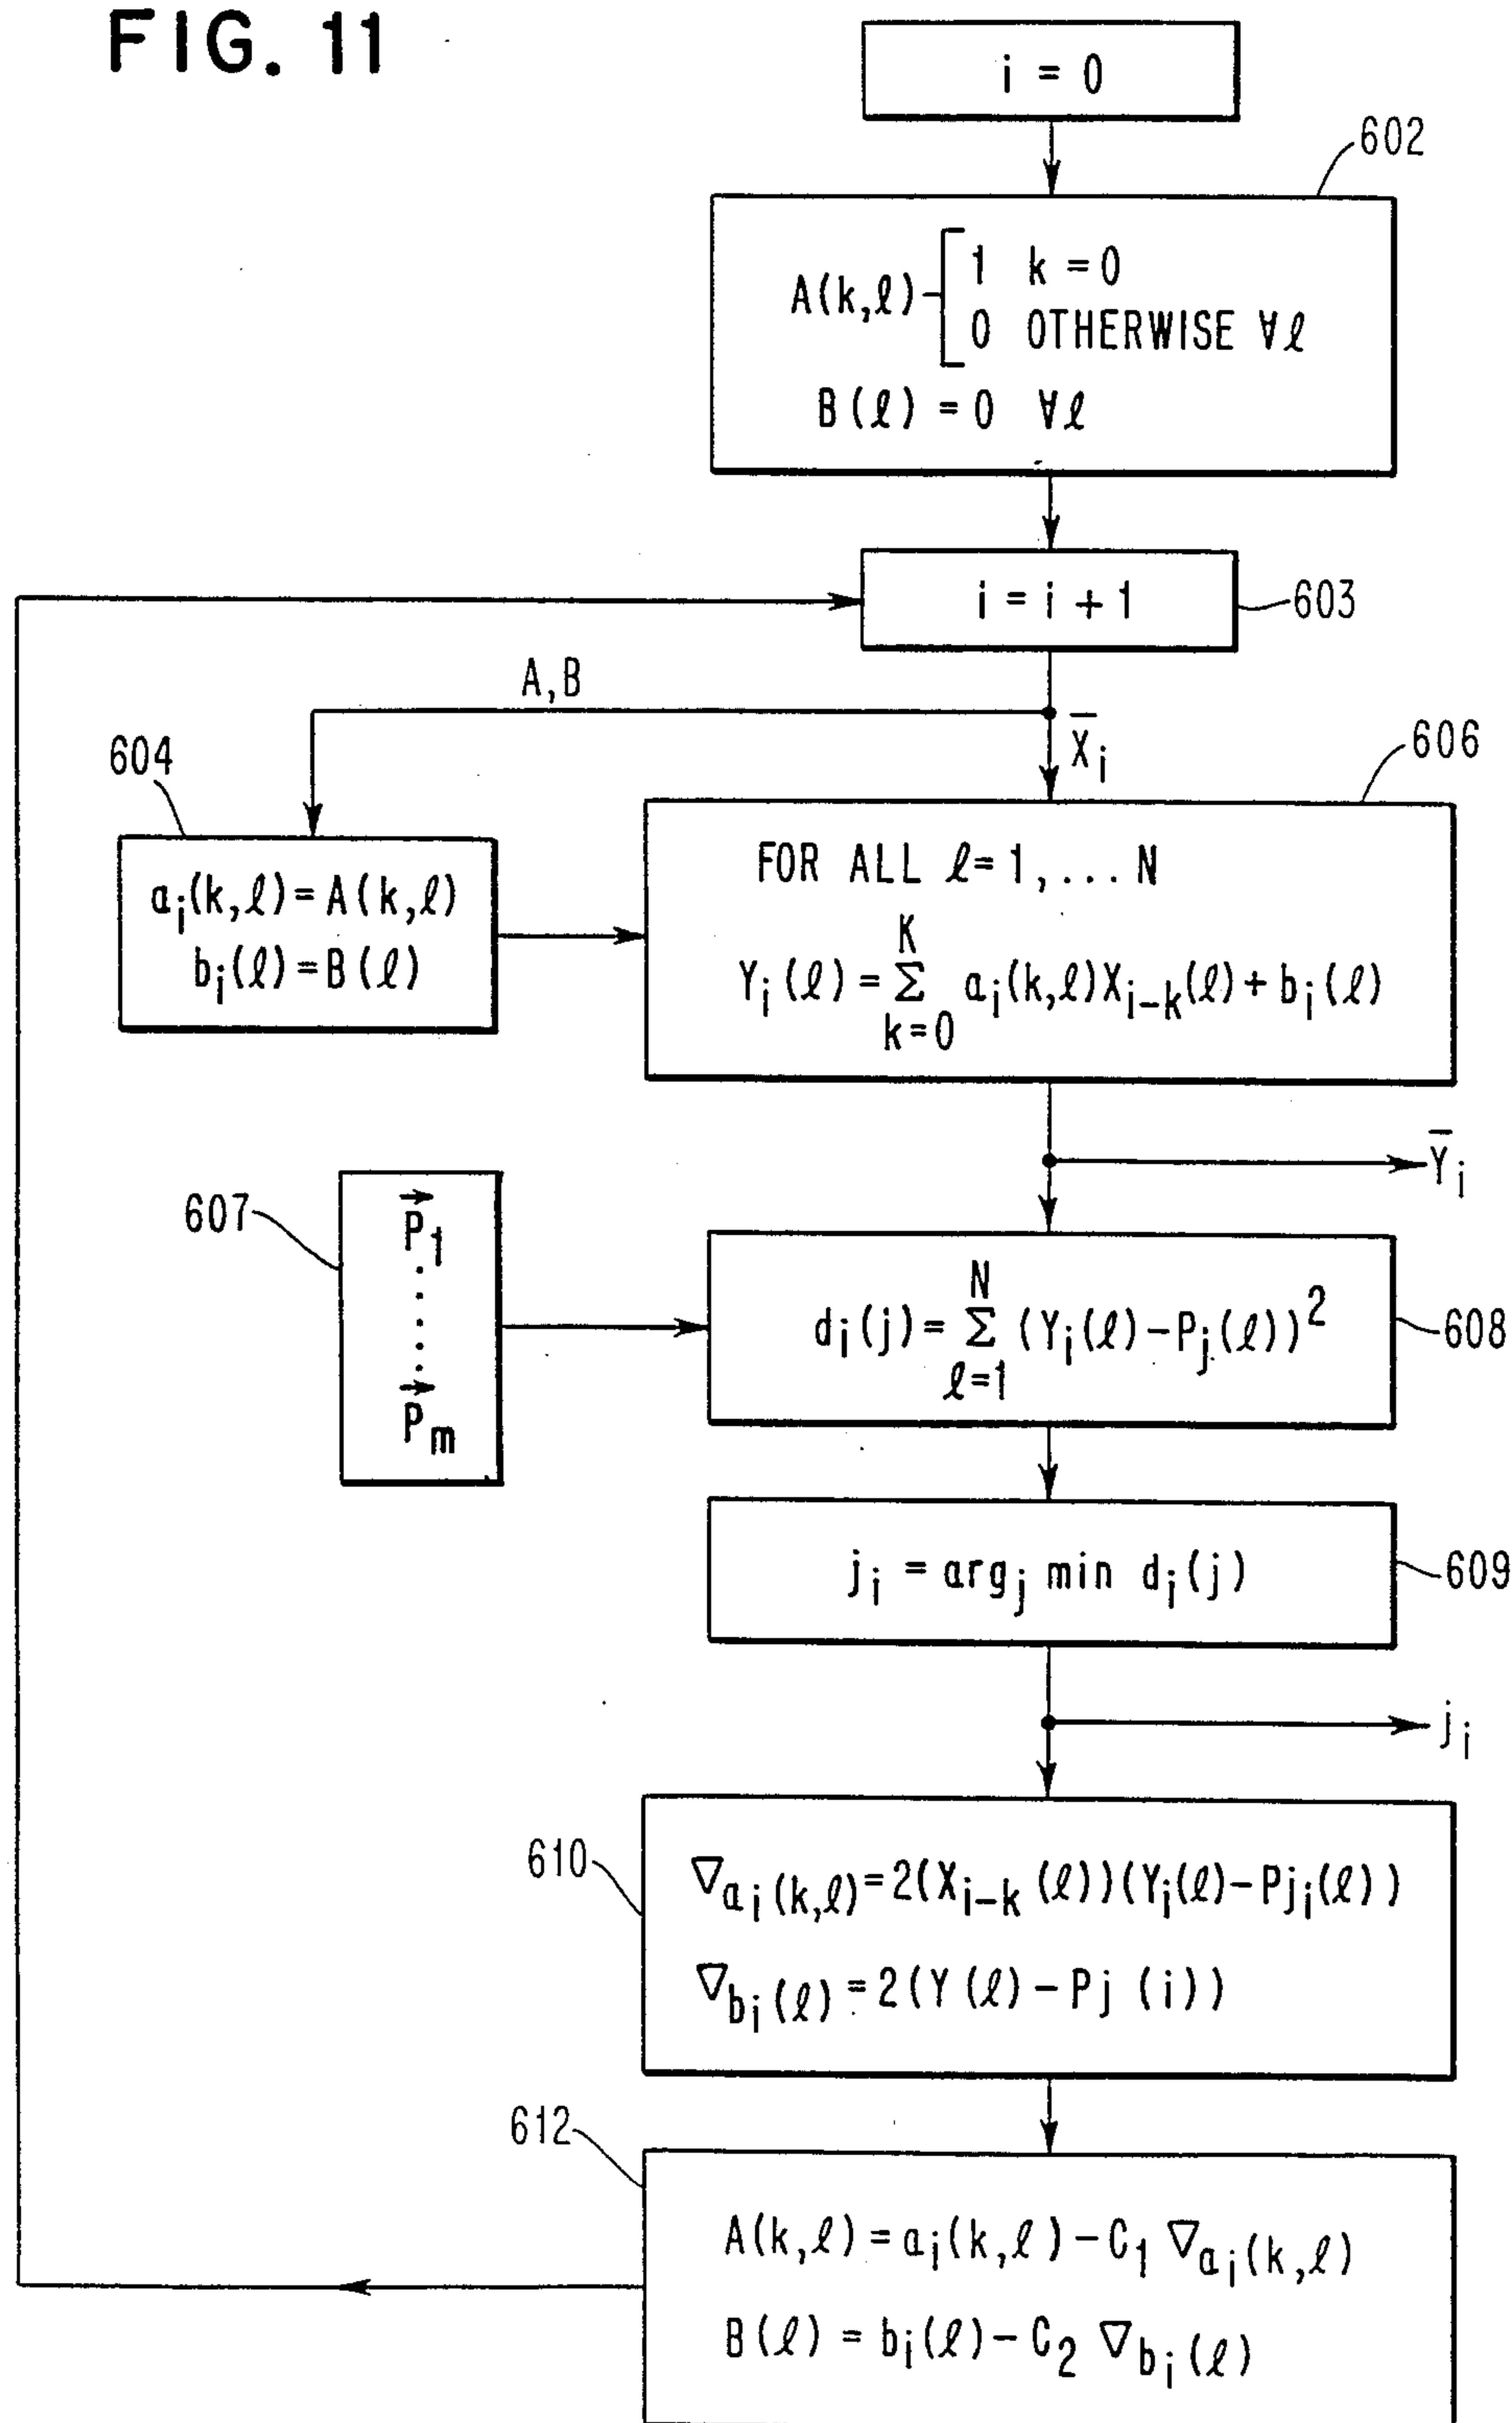 FIG. 11
i = 0
602
A(k,ℓ) [ 1 k = 0
0 OTHERWISE ∀ℓ
B(ℓ) = 0 ∀ℓ
i = i + 1
603
A,B
X̅i
604
ai(k,ℓ) = A(k,ℓ)
bi(ℓ) = B(ℓ)
606
FOR ALL ℓ = 1, ... N
Yi(ℓ) = K∑k=0 ai(k,ℓ)Xi–k(ℓ) + bi(ℓ)
Y̅i
607
P⃗1
P⃗m
di(j) = N∑ℓ=1 (Yi(ℓ) – Pj(ℓ))²
608
ji = argj min di(j)
609
ji
610
∇ai(k,ℓ) = 2(Xi–k(ℓ))(Yi(ℓ) – Pji(ℓ))
∇bi(ℓ) = 2(Y(ℓ) – Pj (i))
612
A(k,ℓ) = ai(k,ℓ) – C1 ∇ai(k,ℓ)
B(ℓ) = bi(ℓ) – C2 ∇bi(ℓ)